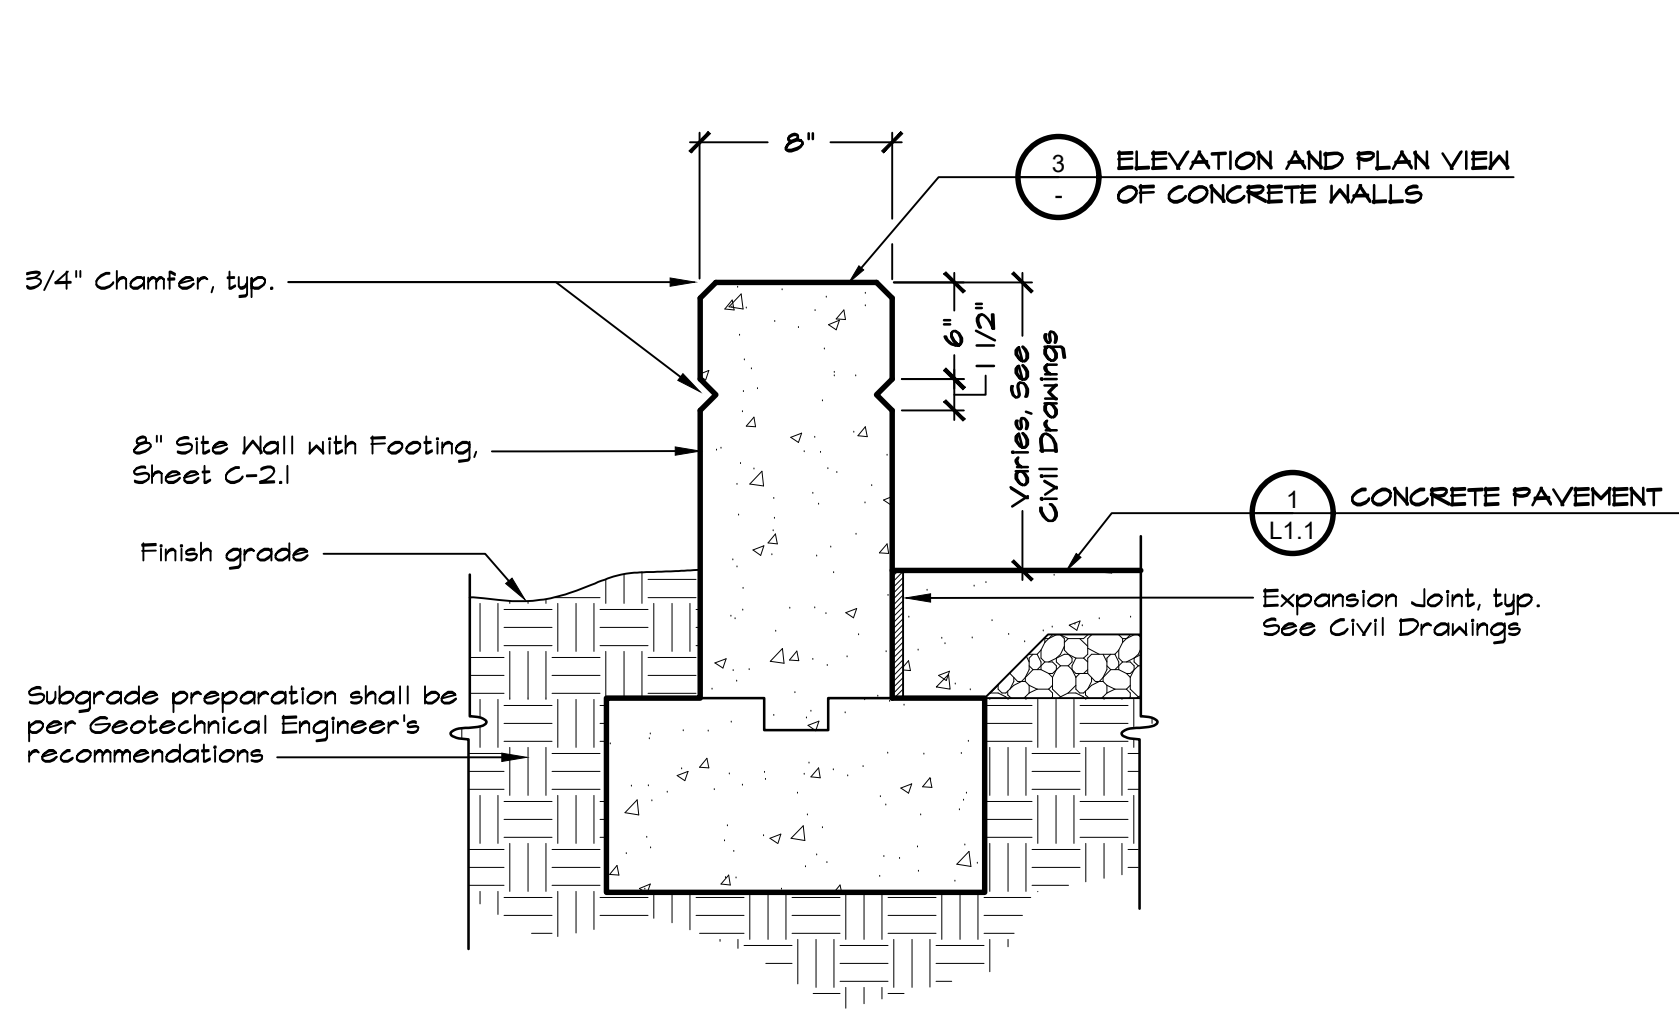 8"
3
-
ELEVATION AND PLAN VIEW
OF CONCRETE WALLS
3/4" Chamfer, typ.
6"
1 1/2"
Varies, See
Civil Drawings
8" Site Wall with Footing,
Sheet C-2.1
1
L1.1
CONCRETE PAVEMENT
Finish grade
Expansion Joint, typ.
See Civil Drawings
Subgrade preparation shall be
per Geotechnical Engineer's
recommendations